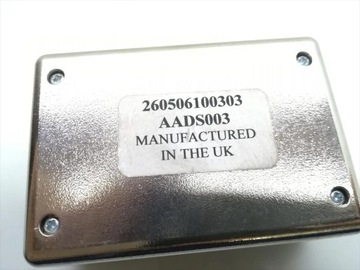 260506100303
AADS003
MANUFACTURED
IN THE UK